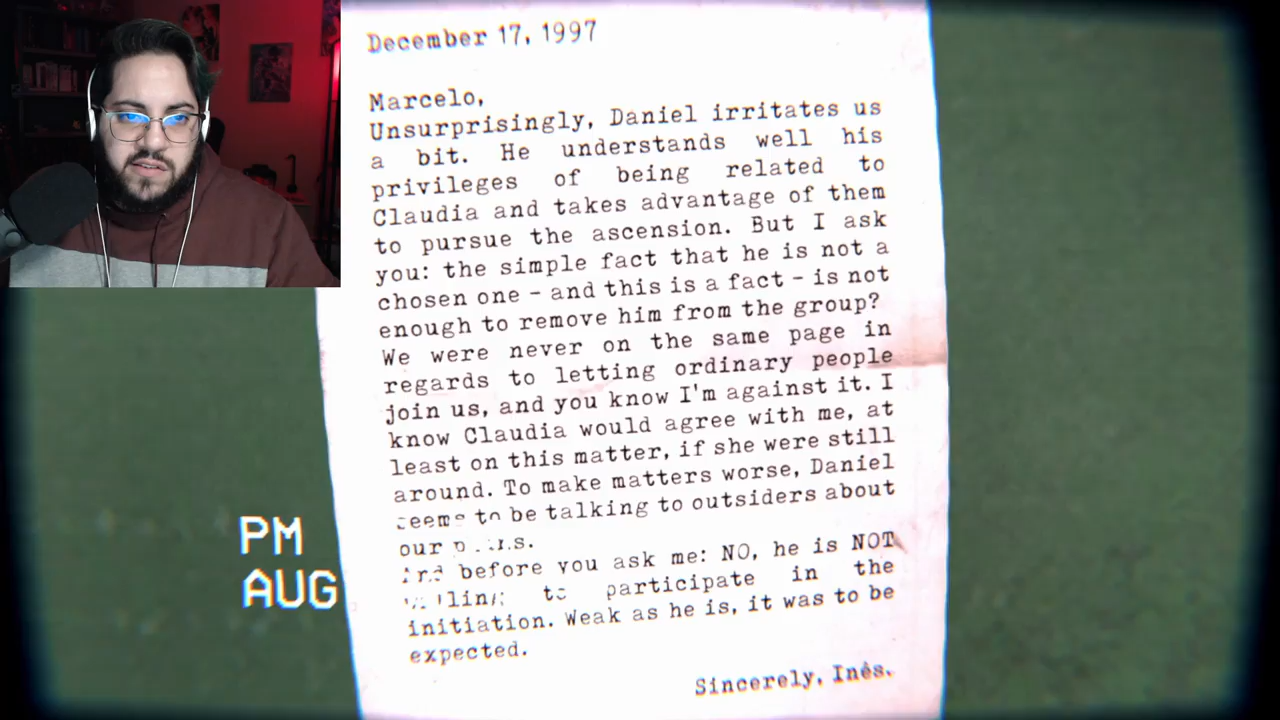 December 17, 1997
Marcelo,
Unsurprisingly, Daniel irritates us
a bit. He understands well his
privileges of being related to
Claudia and takes advantage of them
to pursue the ascension. But I ask
you: the simple fact that he is not a
chosen one - and this is a fact - is not
enough to remove him from the group?
We were never on the same page in
regards to letting ordinary people
join us, and you know I'm against it. I
know Claudia would agree with me, at
least on this matter, if she were still
around. To make matters worse, Daniel
seems to be talking to outsiders about
our
And before you ask me: NO, he is NOT
to participate in the
initiation. Weak as he is, it was to be
expected.
Sincerely, Inês.
PM
AUG